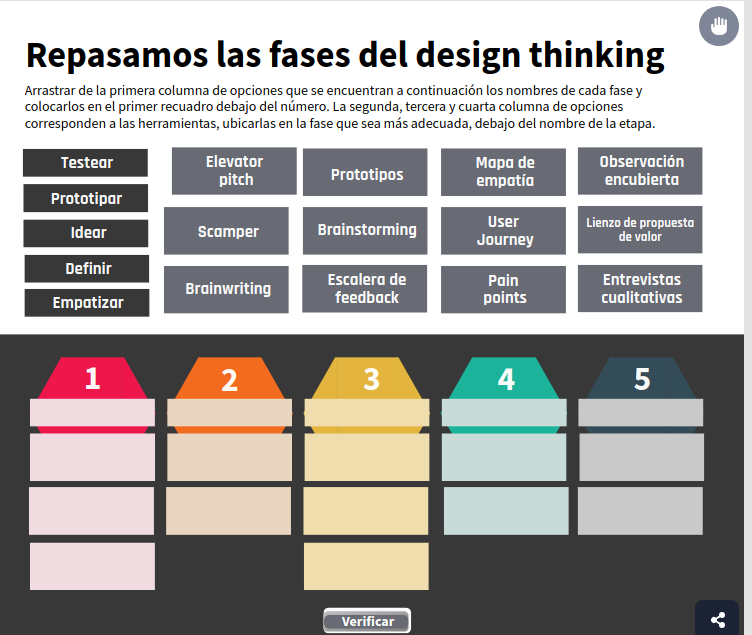 Repasamos las fases del design thinking
Arrastrar de la primera columna de opciones que se encuentran a continuación los nombres de cada fase y
colocarlos en el primer recuadro debajo del número. La segunda, tercera y cuarta columna de opciones
corresponden a las herramientas, ubicarlas en la fase que sea más adecuada, debajo del nombre de la etapa.
Testear
Prototipar
Idear
Definir
Empatizar
Elevator
pitch
Prototipos
Mapa de
empatía
Observación
encubierta
Scamper
Brainstorming
User
Journey
Lienzo de propuesta
de valor
Brainwriting
Escalera de
feedback
Pain
points
Entrevistas
cualitativas
1
2
3
4
5
Verificar